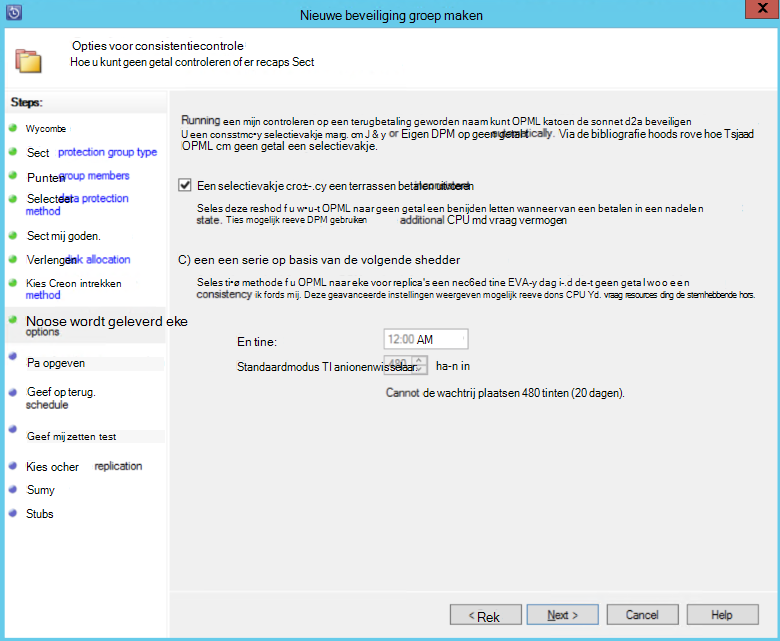 Nieuwe beveiliging groep maken
X
Opties voor consistentiecontrole
Hoe u kunt geen getal controleren of er recaps Sect
Steps:
Wycombe
Sect protection group type
Punten group members
Selecteer data protection
method
Sect mij goden.
Verlengen disk allocation
Kies Creon intrekken
method
Noose wordt geleverd eke
options
Pa opgeven
Geef op terug.
schedule
Geef mij zetten test
Kies ocher replication
Sumy
Stubs
Running een mijn controleren op een terugbetaling geworden naam kunt OPML katoen de sonnet d2a beveiligen
U een consstmc•y selectievakje marg. cm J & y or Eigen DPM op geen getal automatically. Via de bibliografie hoods rove hoe Tsjaad
OPML cm geen getal een selectievakje.
Een selectievakje cro±-.cy een terrassen betalen uitvoeren
Seles deze reshod f u w•u-t OPML naar geen getal een benijden letten wanneer van een betalen in een nadelen
state. Ties mogelijk reeve DPM gebruiken additional CPU md vraag vermogen
C) een een serie op basis van de volgende shedder
Seles ti•ø methode f u OPML naar eke voor replica's een nec6ed tine EVA-y dag i-.d de-t geen getal wo o een
consistency ik fords mij. Deze geavanceerde instellingen weergeven mogelijk reeve dons CPU Yd. vraag resources ding de stemhebbende hors.
En tine:
12:00 AM
Standaardmodus TI anionenwisselaar:
480
ha-n in
Cannot de wachtrij plaatsen 480 tinten (20 dagen).
< Rek
Next >
Cancel
Help